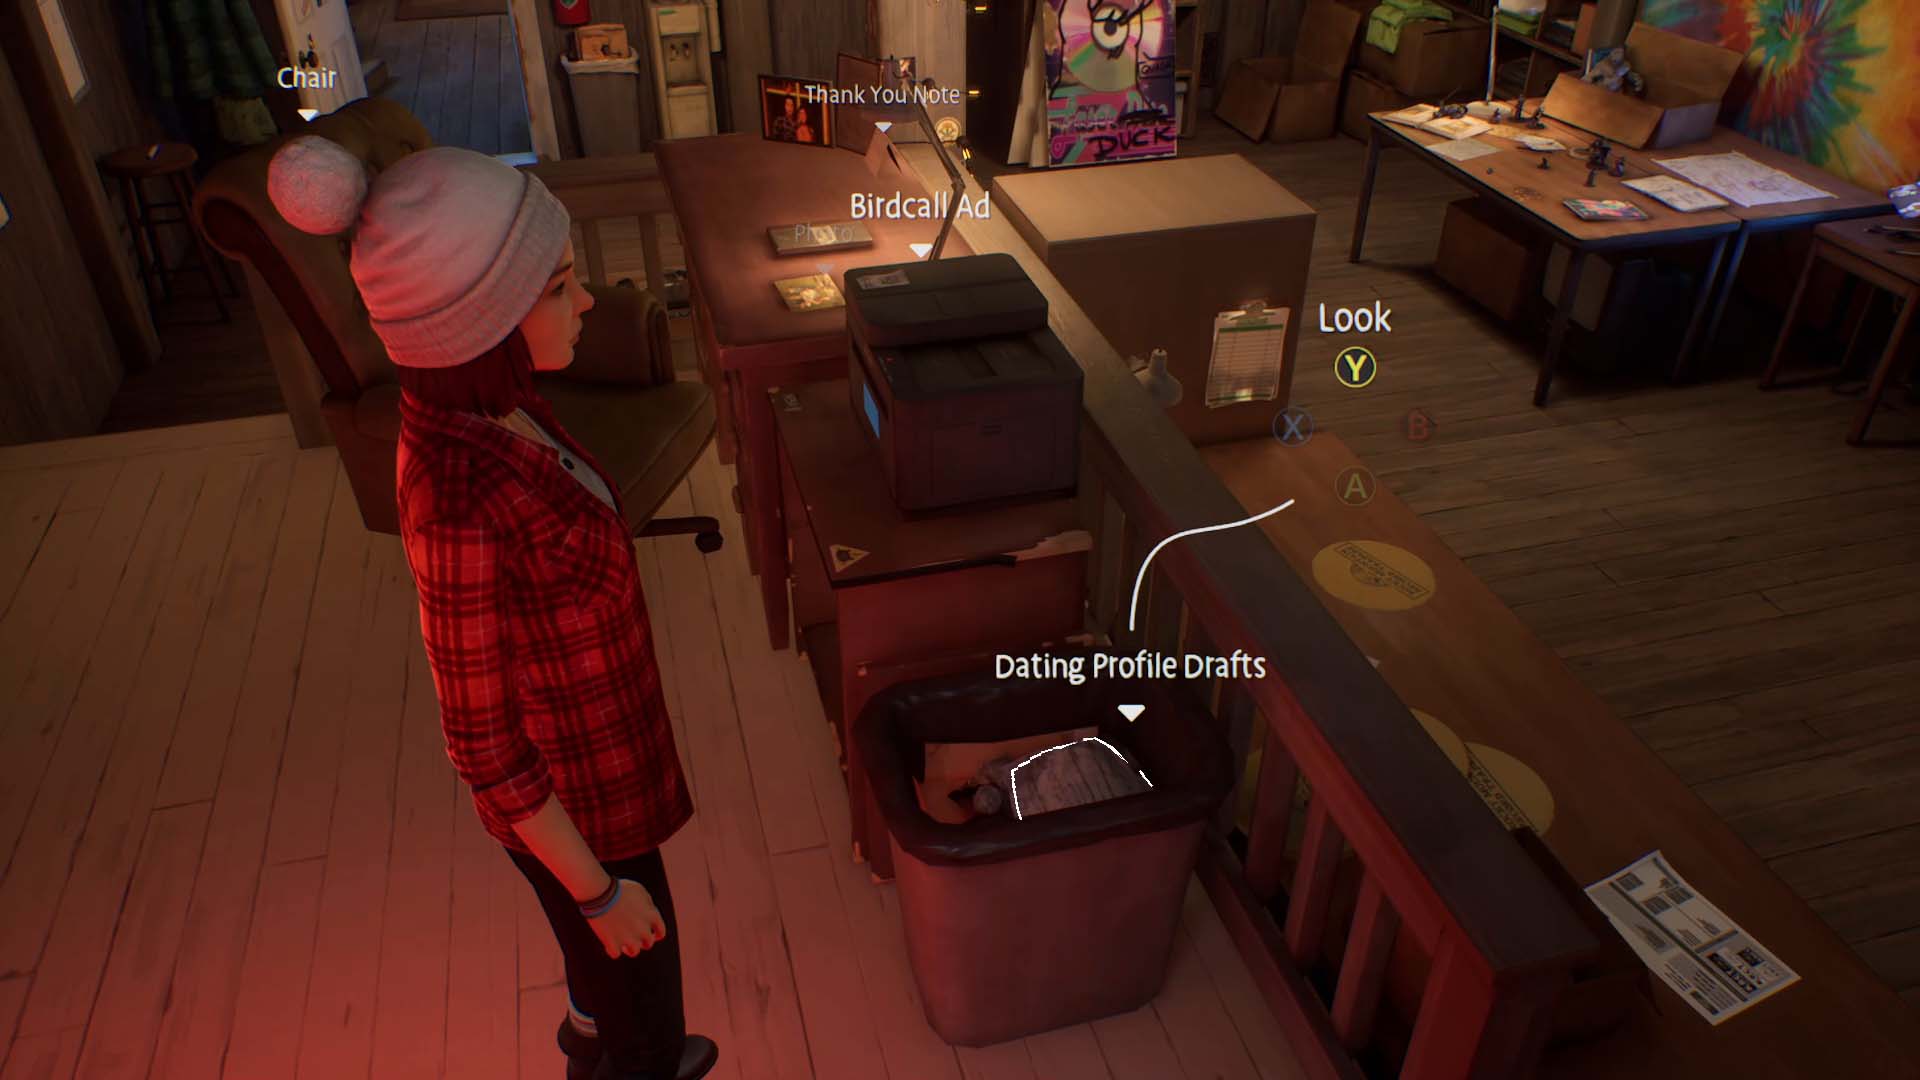 Chair
Thank You Note
Birdcall Ad
Photo
DUCK
Look
Y
X
B
A
Dating Profile Drafts